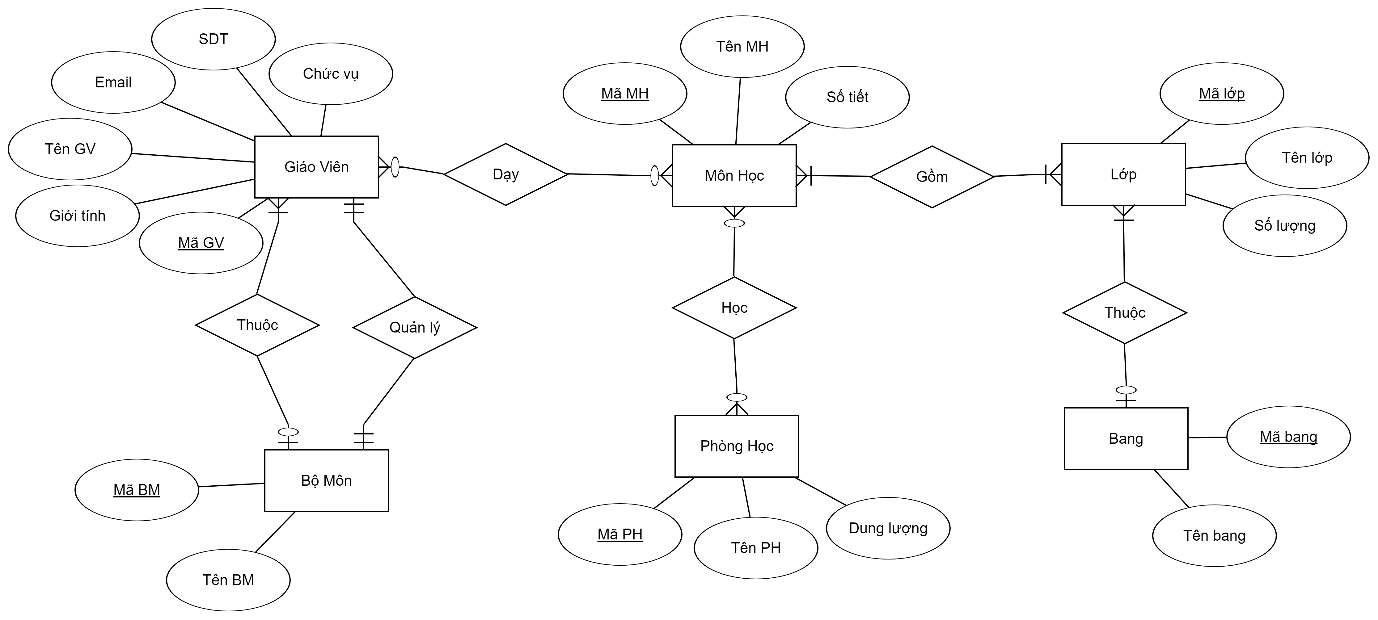 SDT
Tên MH
Chức vụ
Email
Mã MH
Số tiết
Mã lớp
Tên GV
Giáo Viên
Dạy
Môn Học
Gồm
Lớp
Tên lớp
Giới tính
Mã GV
Số lượng
Thuộc
Quản lý
Học
Thuộc
Phòng Học
Bang
Mã bang
Mã BM
Bộ Môn
Mã PH
Tên PH
Dung lượng
Tên bang
Tên BM